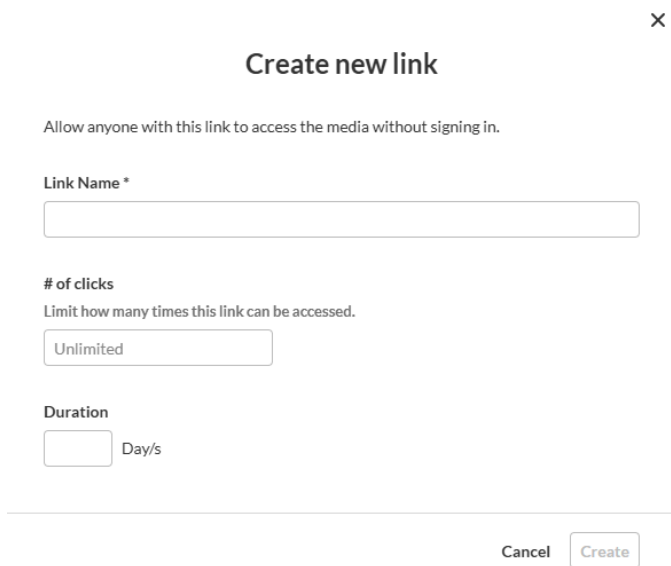 Create new link
Allow anyone with this link to access the media without signing in.
Link Name *
# of clicks
Limit how many times this link can be accessed.
Unlimited
Duration
Day/s
Cancel Create